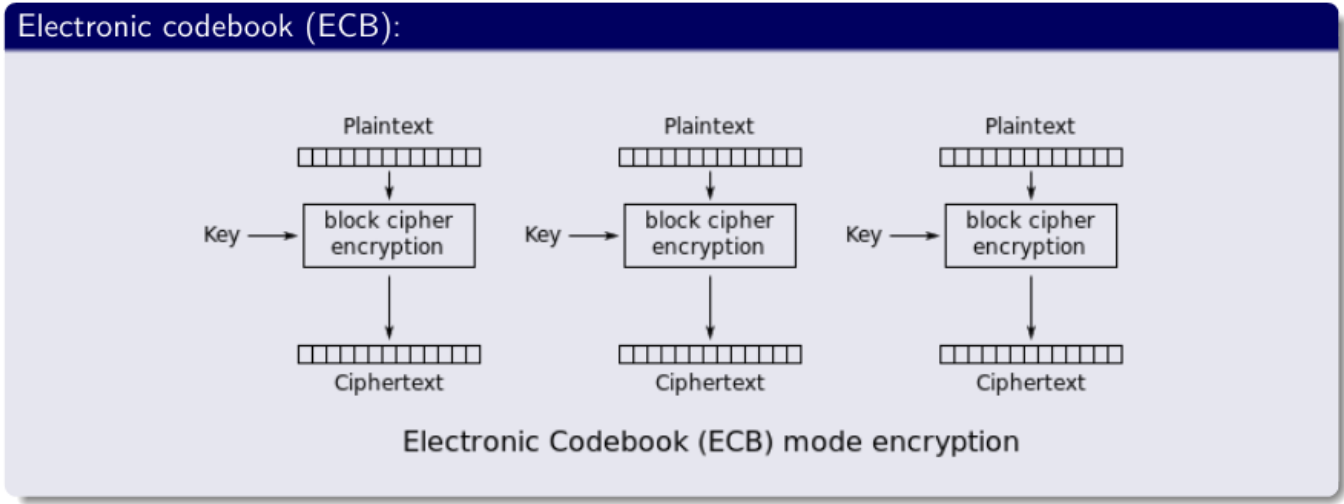 Electronic codebook (ECB):
Plaintext Plaintext Plaintext
Key block cipher encryption Key block cipher encryption Key block cipher encryption
Ciphertext Ciphertext Ciphertext
Electronic Codebook (ECB) mode encryption